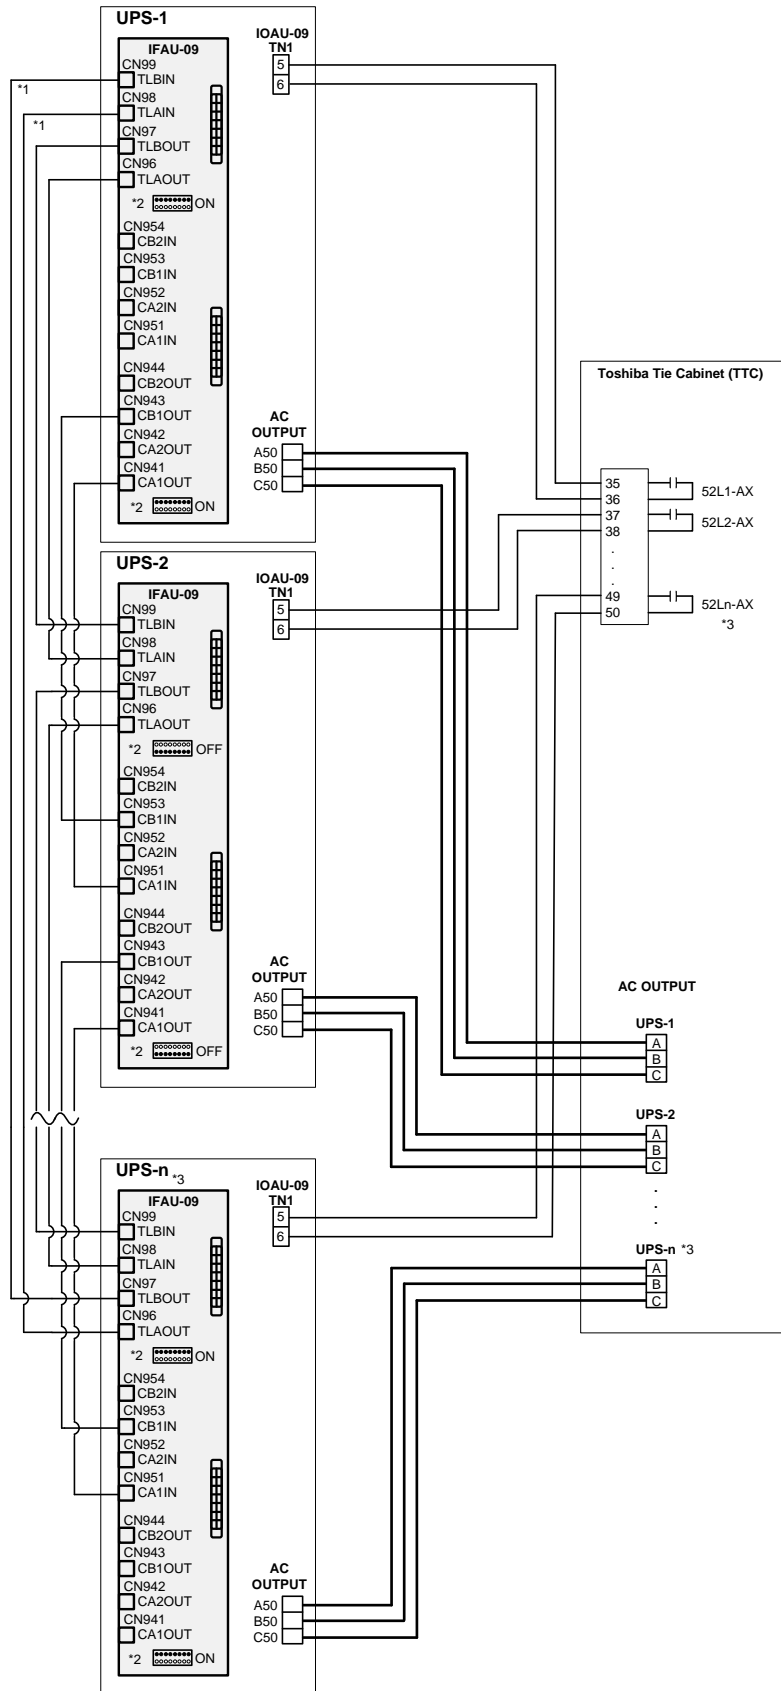 UPS-1
IFAU-09
IOAU-09
TN1
CN99
TLBIN
5
6
*1
CN98
TLAIN
*1
CN97
TLBOUT
CN96
TLAOUT
*2 ON
CN954
CB2IN
CN953
CB1IN
CN952
CA2IN
CN951
CA1IN
CN944
CB2OUT
CN943
CB1OUT
CN942
CA2OUT
CN941
CA1OUT
*2 ON
AC
OUTPUT
A50
B50
C50
UPS-2
IFAU-09
IOAU-09
TN1
CN99
TLBIN
5
6
CN98
TLAIN
CN97
TLBOUT
CN96
TLAOUT
*2 OFF
CN954
CB2IN
CN953
CB1IN
CN952
CA2IN
CN951
CA1IN
CN944
CB2OUT
CN943
CB1OUT
CN942
CA2OUT
CN941
CA1OUT
*2 OFF
AC
OUTPUT
A50
B50
C50
UPS-n *3
IFAU-09
IOAU-09
TN1
CN99
TLBIN
5
6
CN98
TLAIN
CN97
TLBOUT
CN96
TLAOUT
*2 ON
CN954
CB2IN
CN953
CB1IN
CN952
CA2IN
CN951
CA1IN
CN944
CB2OUT
CN943
CB1OUT
CN942
CA2OUT
CN941
CA1OUT
*2 ON
AC
OUTPUT
A50
B50
C50
Toshiba Tie Cabinet (TTC)
35
36
52L1-AX
37
38
52L2-AX
.
.
.
49
50
52Ln-AX
*3
AC OUTPUT
UPS-1
A
B
C
UPS-2
A
B
C
.
.
.
UPS-n *3
A
B
C